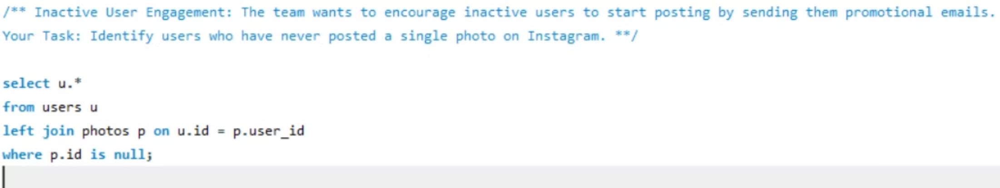 /** Inactive User Engagement: The team wants to encourage inactive users to start posting by sending them promotional emails.
Your Task: Identify users who have never posted a single photo on Instagram. **/
select u.*
from users u
left join photos p on u.id = p.user_id
where p.id is null;